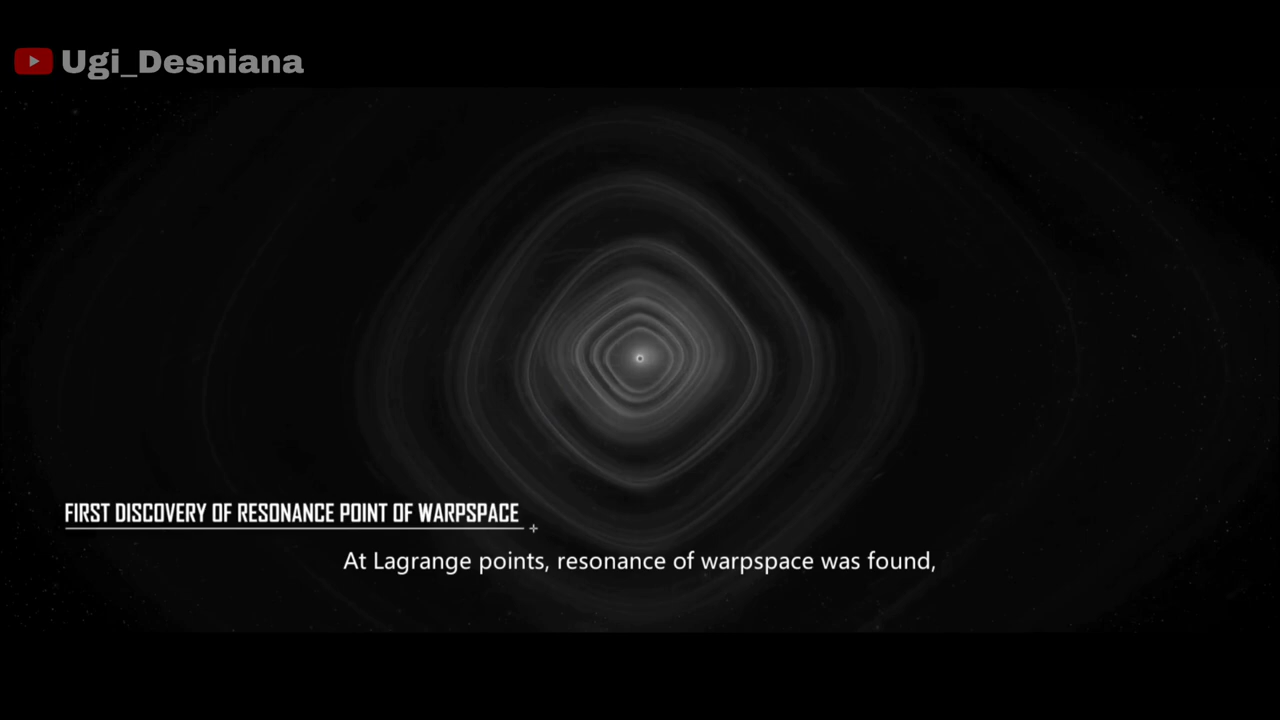 Ugi_Desniana
FIRST DISCOVERY OF RESONANCE POINT OF WARPSPACE
At Lagrange points, resonance of warpspace was found,